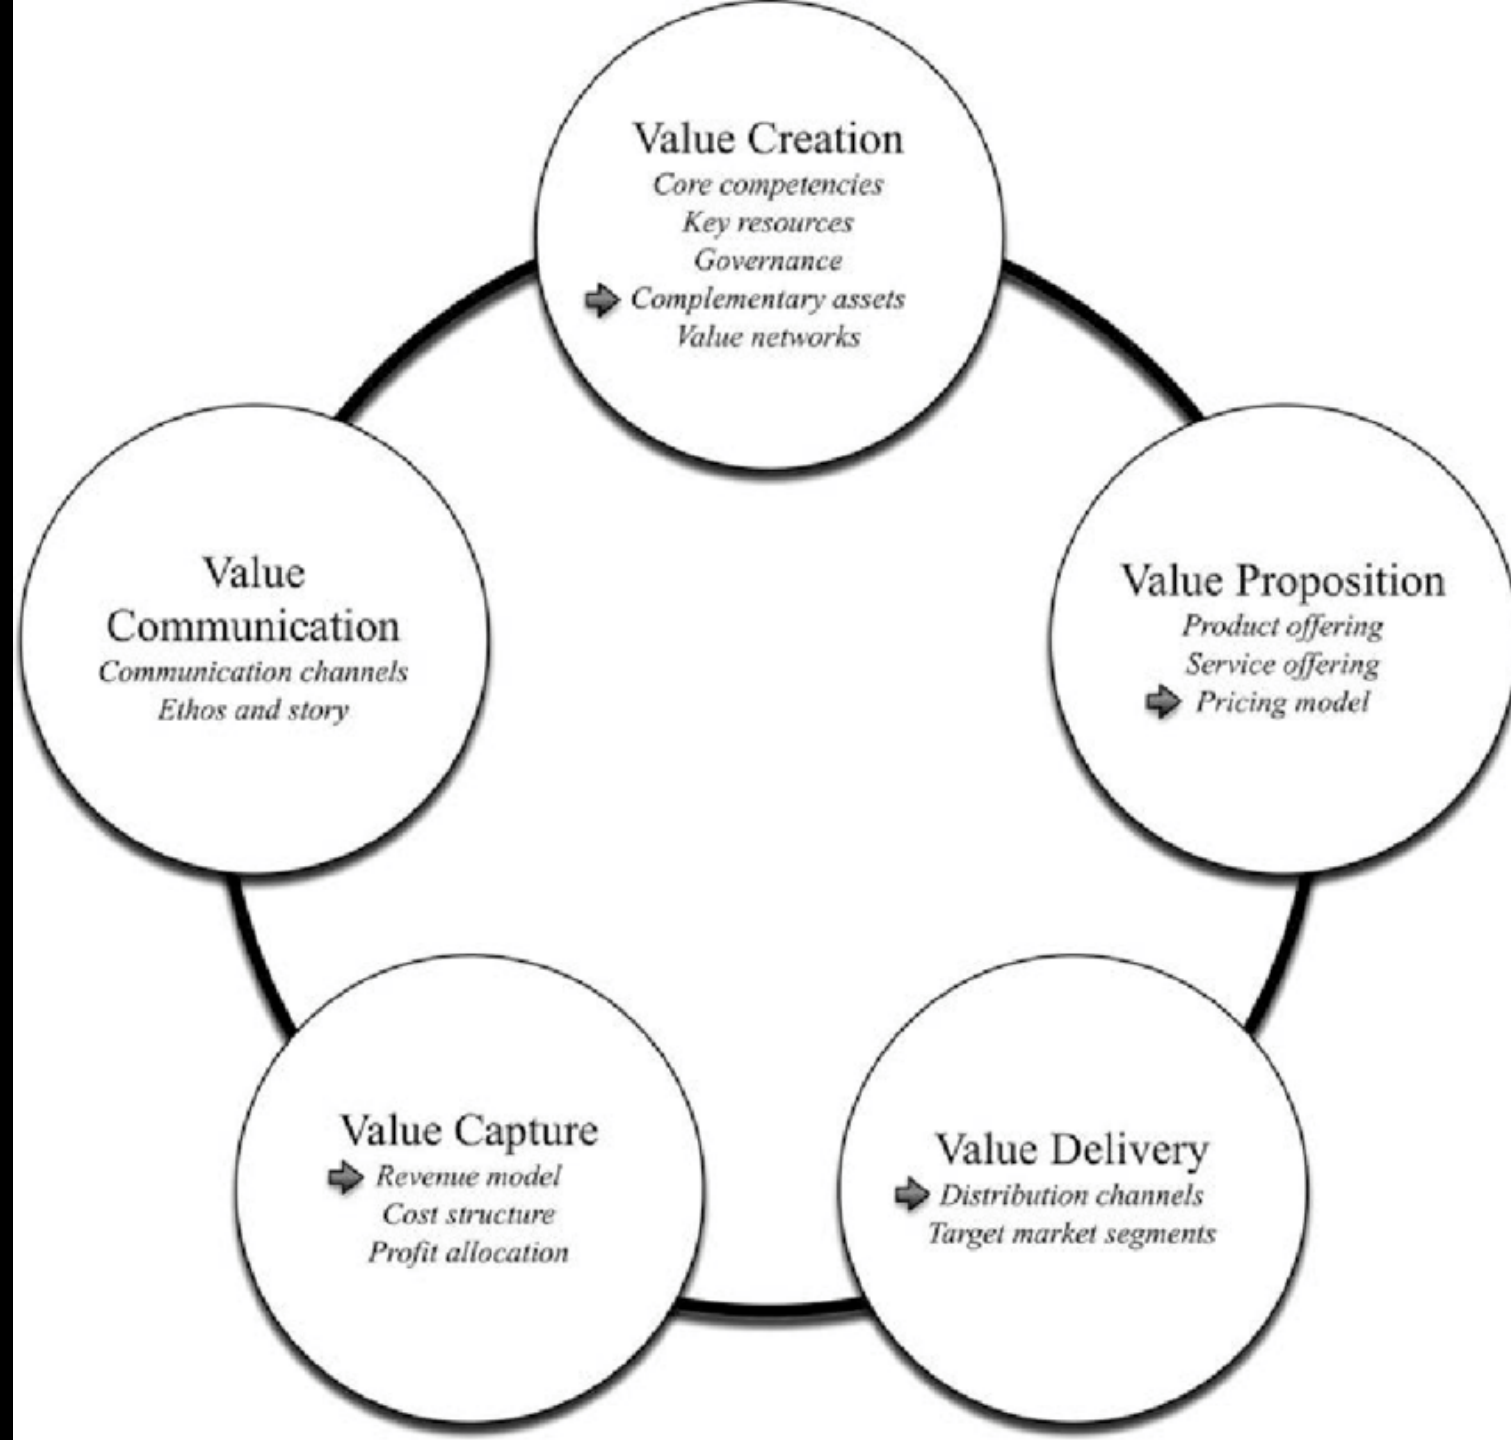 Value Creation
Core competencies
Key resources
Governance
Complementary assets
Value networks
Value
Communication
Communication channels
Ethos and story
Value Proposition
Product offering
Service offering
Pricing model
Value Capture
Revenue model
Cost structure
Profit allocation
Value Delivery
Distribution channels
Target market segments